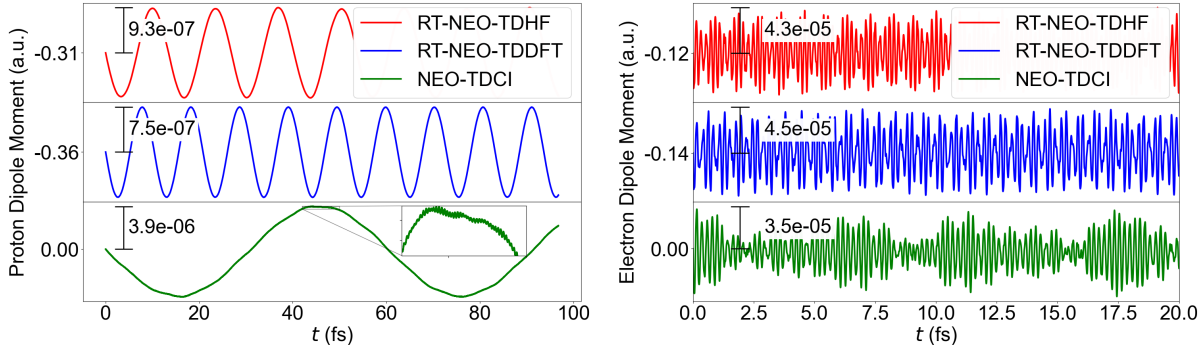 Proton Dipole Moment (a.u.)
-0.31
9.3e-07
RT-NEO-TDHF
RT-NEO-TDDFT
NEO-TDCI
-0.36
7.5e-07
0.00
3.9e-06
0 20 40 60 80 100
t (fs)
Electron Dipole Moment (a.u.)
-0.12
4.3e-05
RT-NEO-TDHF
RT-NEO-TDDFT
NEO-TDCI
-0.14
4.5e-05
0.00
3.5e-05
0.0 2.5 5.0 7.5 10.0 12.5 15.0 17.5 20.0
t (fs)